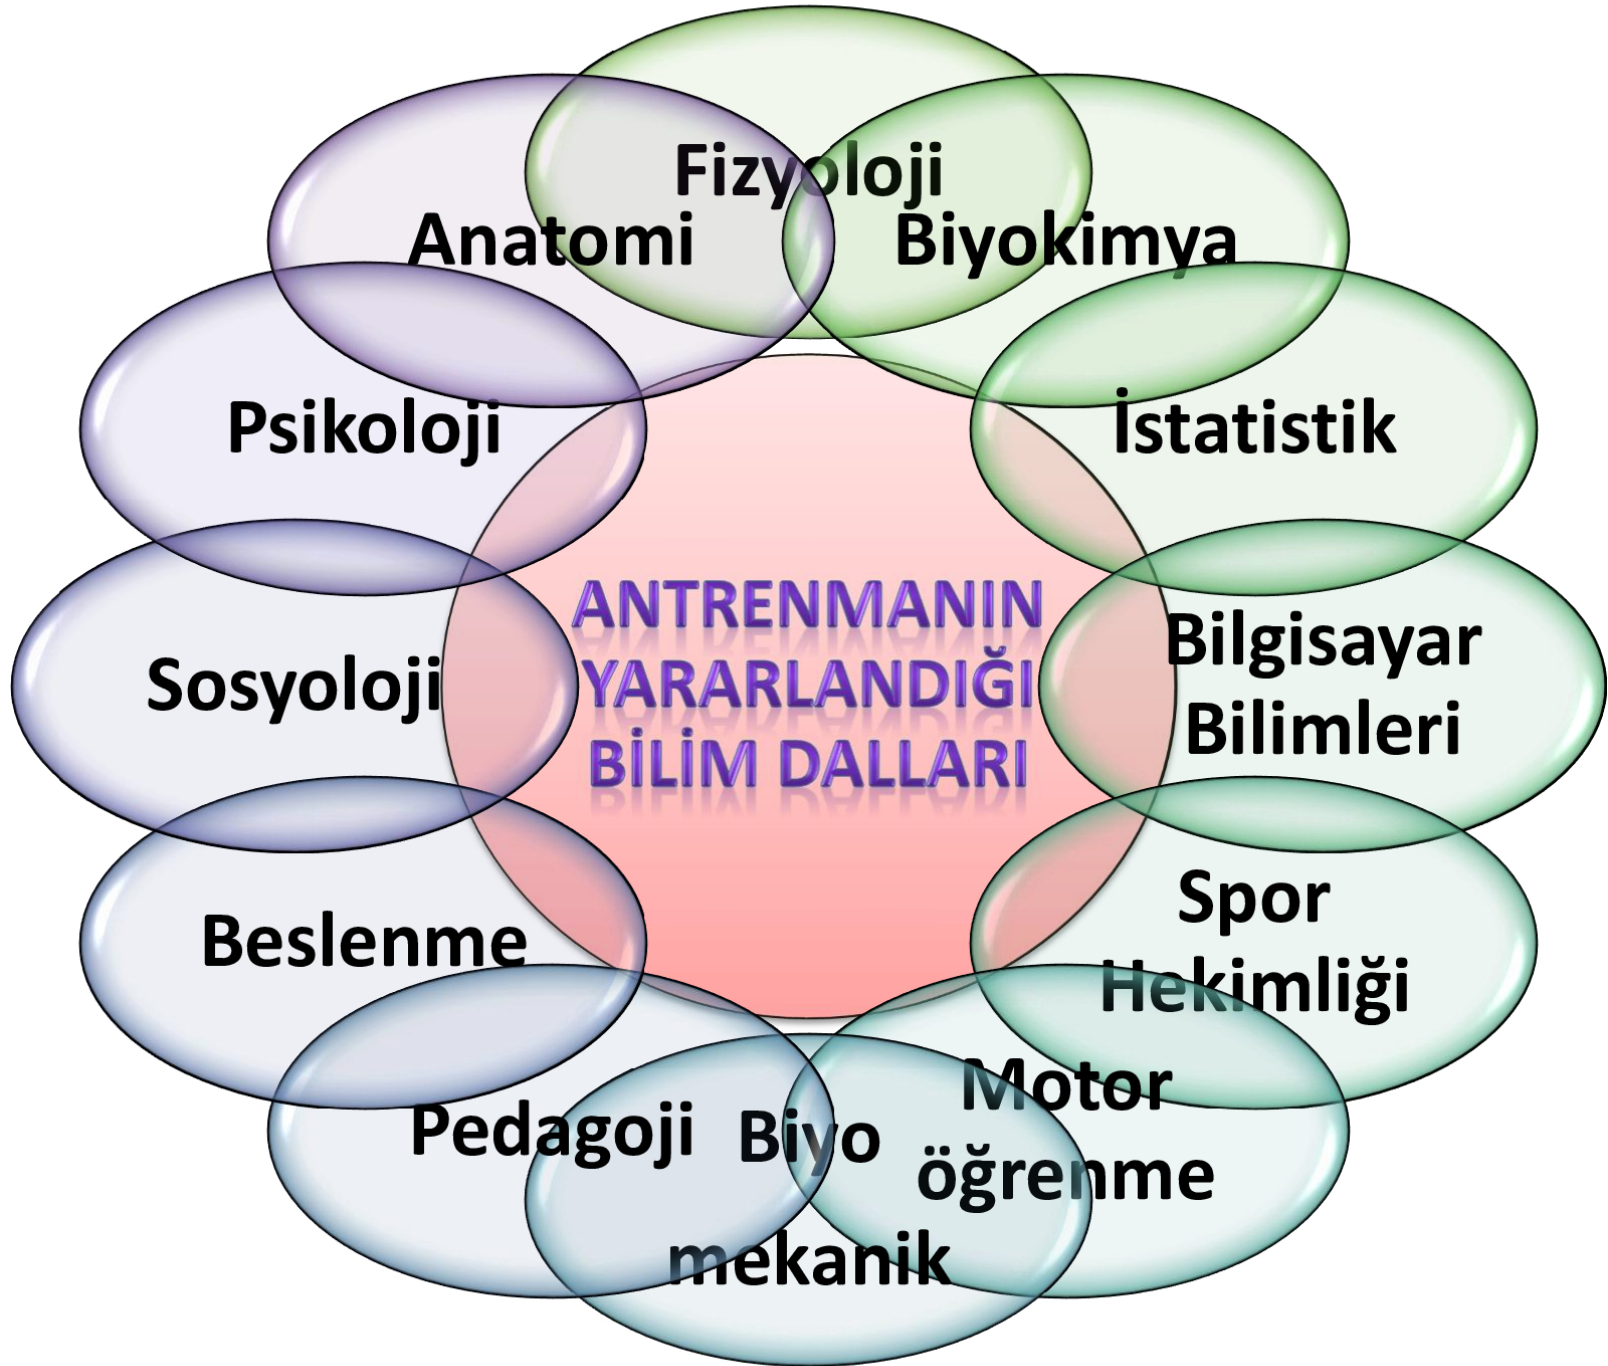 Fizyoloji
Biyokimya
İstatistik
Bilgisayar
Bilimleri
Spor
Hekimliği
Motor
öğrenme
Biyo
mekanik
Pedagoji
Beslenme
Sosyoloji
Psikoloji
Anatomi
ANTRENMANIN
YARARLANDIĞI
BİLİM DALLARI